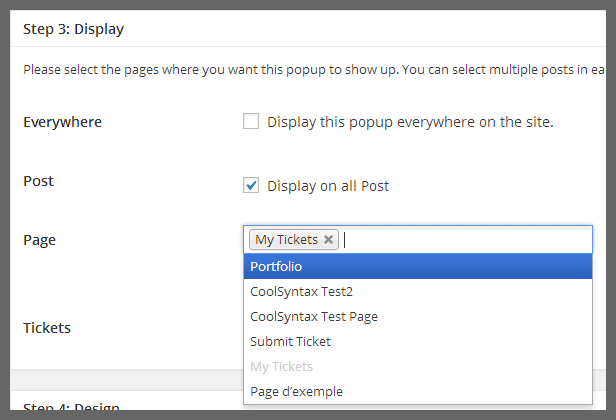 Step 3: Display
Please select the pages where you want this popup to show up. You can select multiple posts in ea
Everywhere
Display this popup everywhere on the site.
Post
Display on all Post
Page
My Tickets
Portfolio
CoolSyntax Test2
CoolSyntax Test Page
Tickets
Submit Ticket
My Tickets
Page d'exemple
Step 4: Design